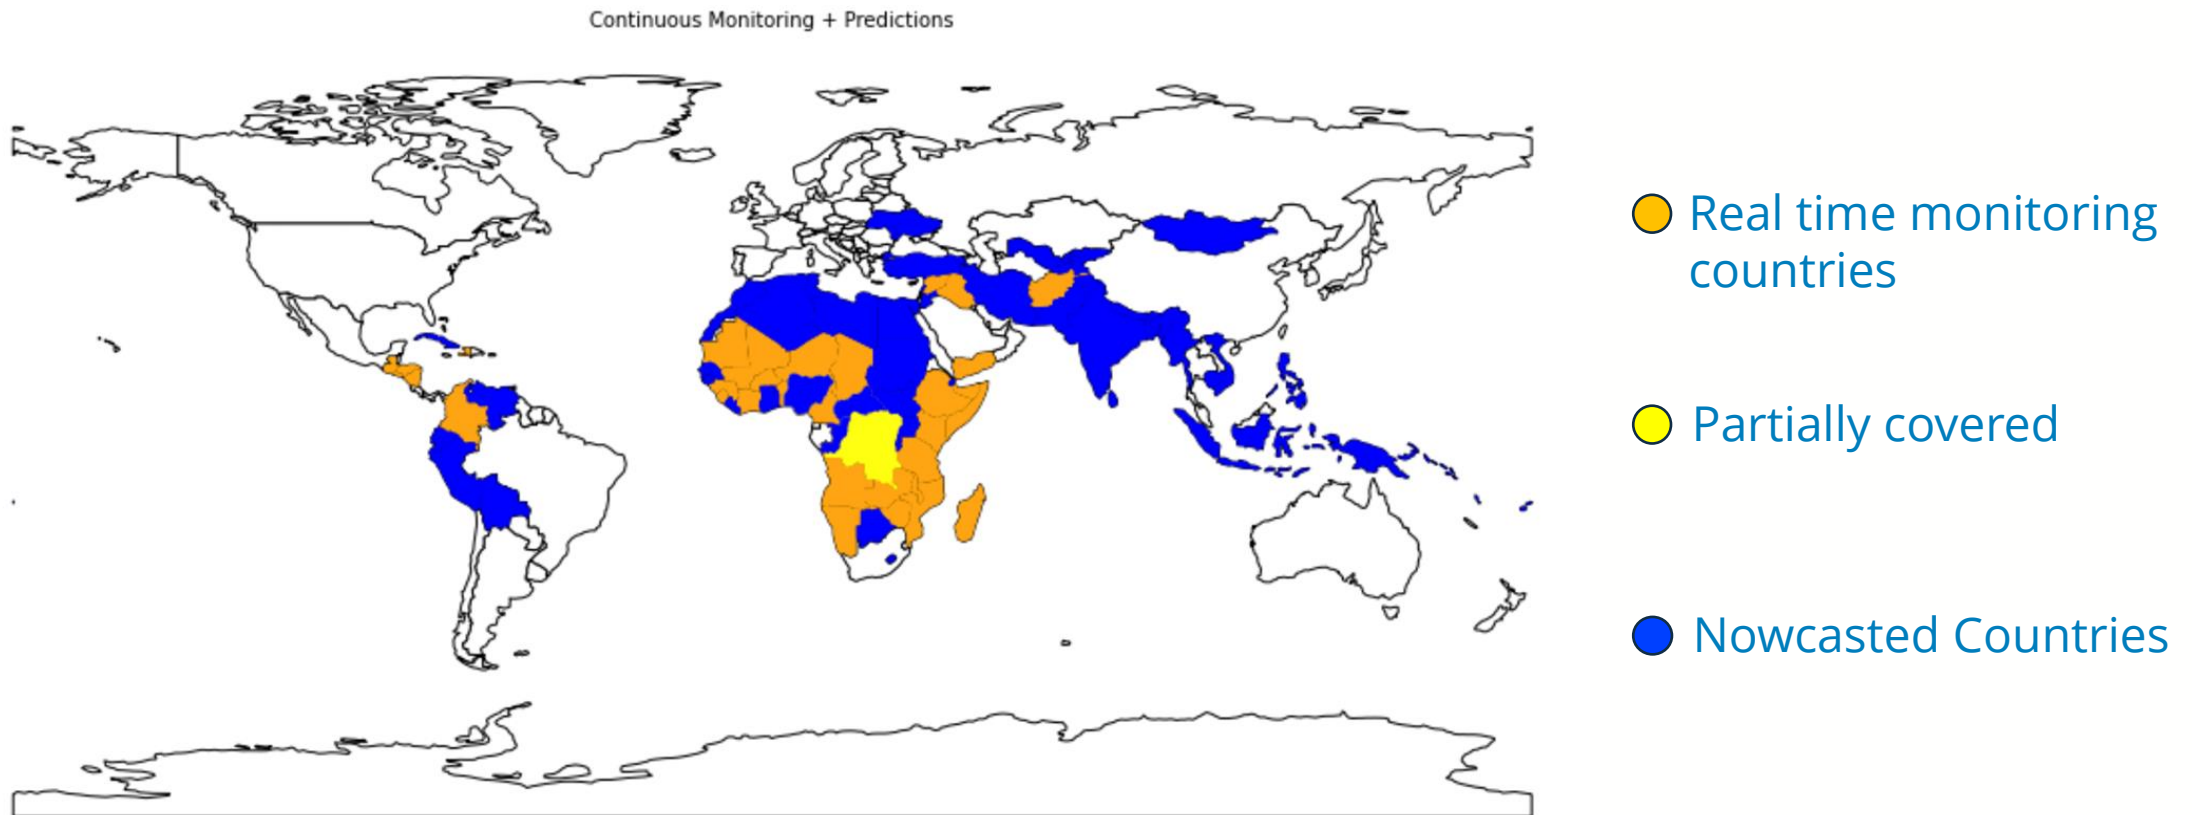 Continuous Monitoring + Predictions
Real time monitoring
countries
Partially covered
Nowcasted Countries